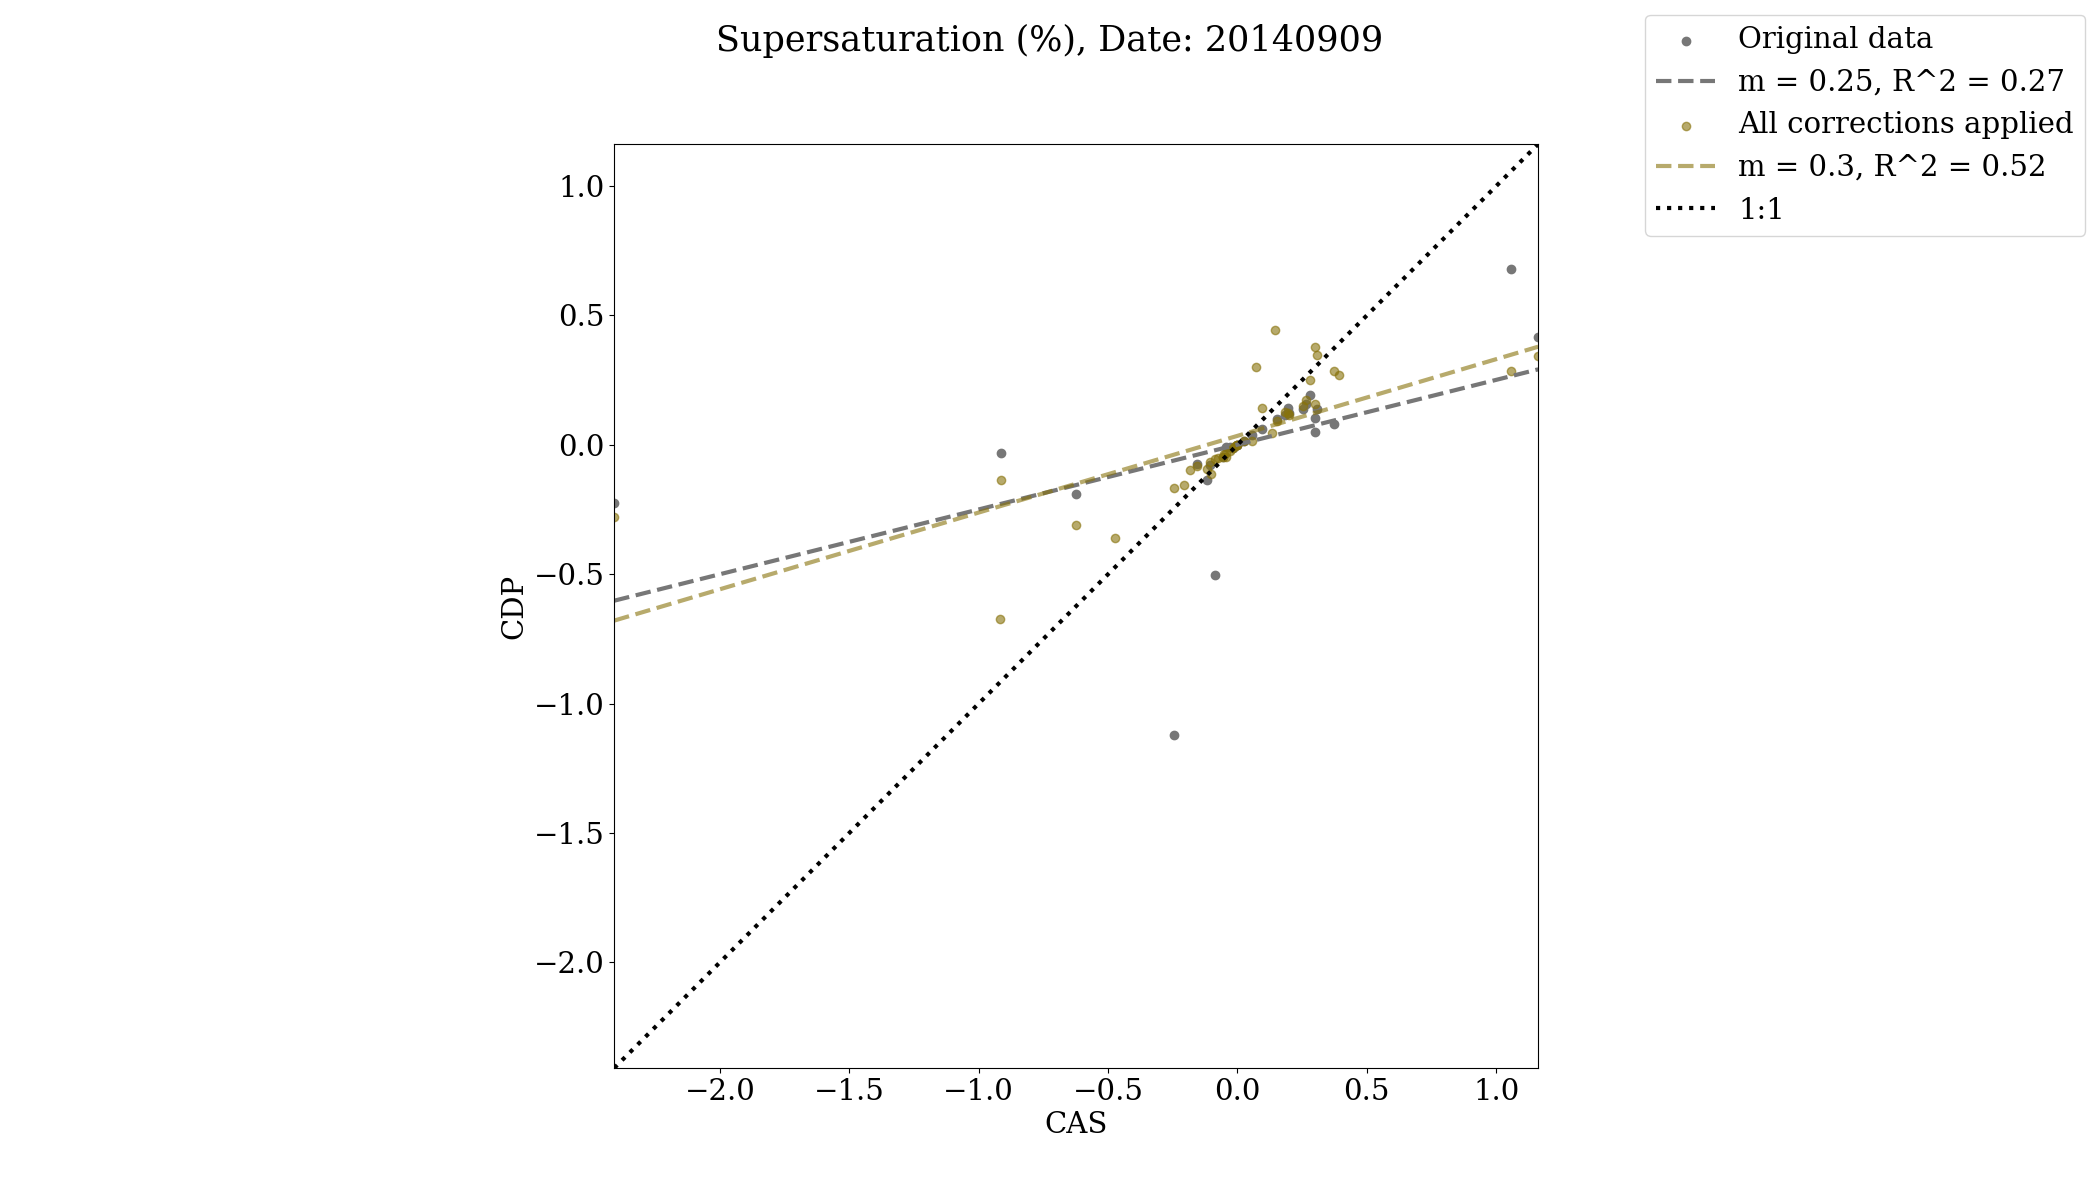 Supersaturation (%), Date: 20140909
Original data
m = 0.25, R^2 = 0.27
All corrections applied
m = 0.3, R^2 = 0.52
1:1
CDP
1.0
0.5
0.0
−0.5
−1.0
−1.5
−2.0
−2.0 −1.5 −1.0 −0.5 0.0 0.5 1.0
CAS